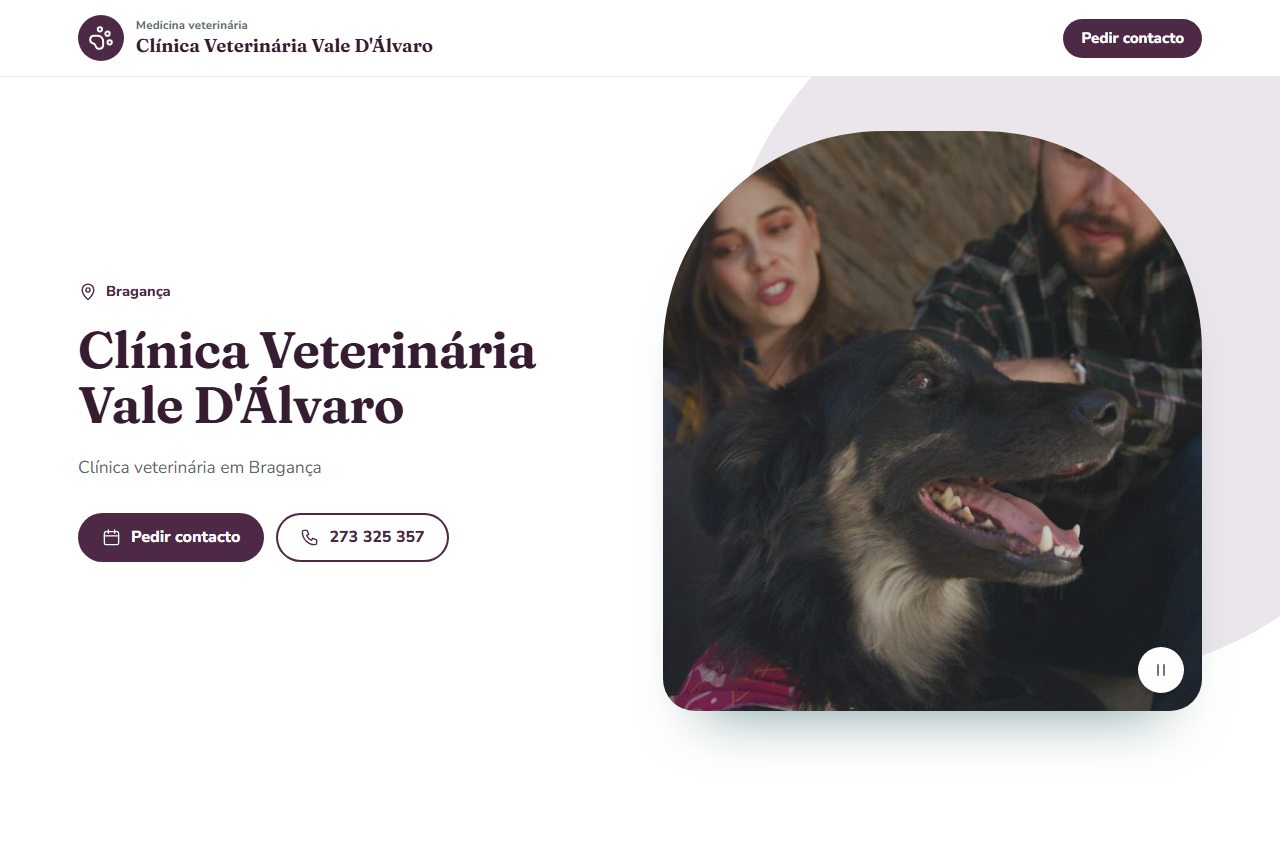 Medicina veterinária
Clínica Veterinária Vale D'Álvaro
Pedir contacto
Bragança
Clínica Veterinária
Vale D'Álvaro
Clínica veterinária em Bragança
Pedir contacto
273 325 357